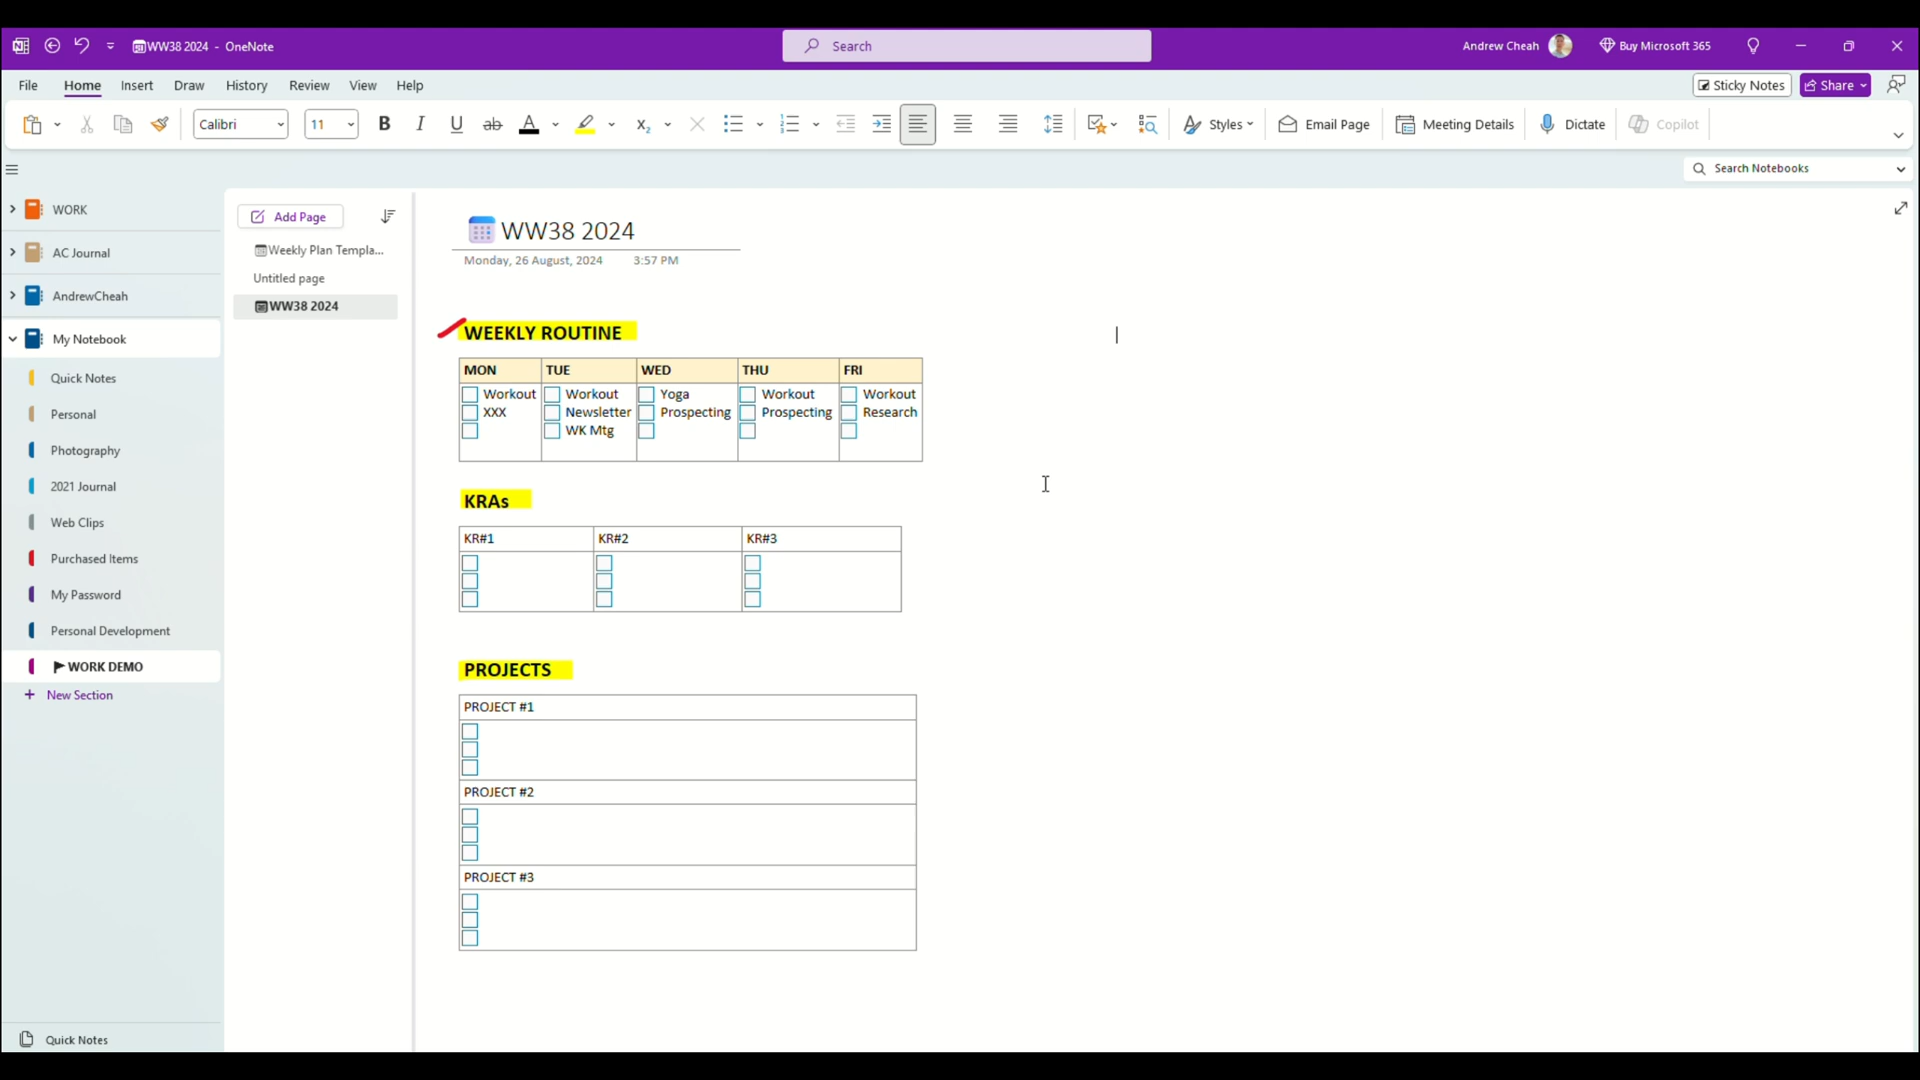 WW38 2024 - OneNote
Search
Andrew Cheah
Buy Microsoft 365
File Home Insert Draw History Review View Help
Sticky Notes
Share
Calibri
11
B I U ab A
Styles
Email Page
Meeting Details
Dictate
Copilot
Search Notebooks
WORK
AC Journal
AndrewCheah
My Notebook
Quick Notes
Personal
Photography
2021 Journal
Web Clips
Purchased Items
My Password
Personal Development
WORK DEMO
+ New Section
Quick Notes
Add Page
Weekly Plan Templa...
Untitled page
WW38 2024
WW38 2024
Monday, 26 August, 2024 3:57 PM
WEEKLY ROUTINE
MON TUE WED THU FRI
Workout Workout Yoga Workout Workout
XXX Newsletter Prospecting Prospecting Research
WK Mtg
KRAs
KR#1 KR#2 KR#3
PROJECTS
PROJECT #1
PROJECT #2
PROJECT #3